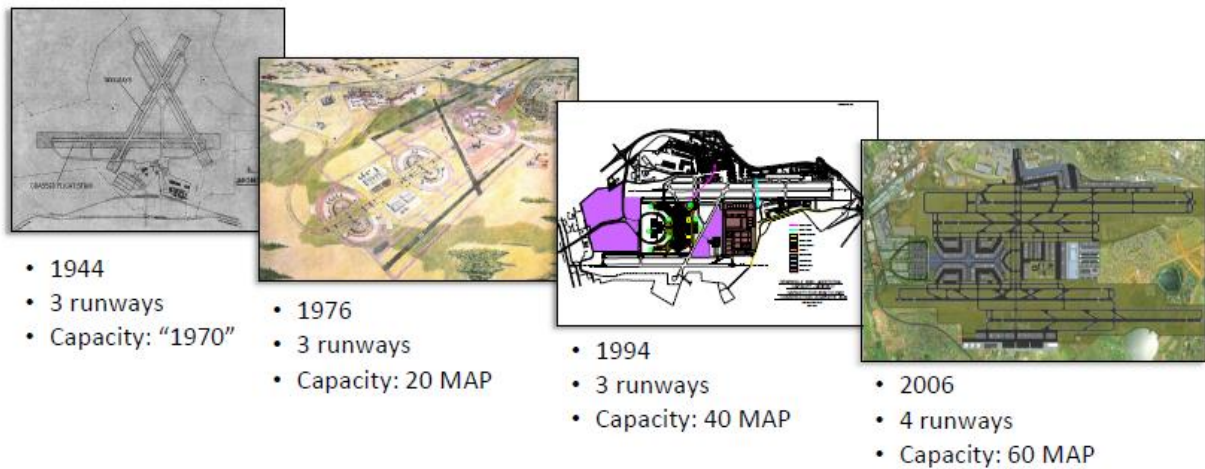 TAXIWAYS
GRASSED FLIGHT STRIP
• 1944
• 3 runways
• Capacity: “1970”
• 1976
• 3 runways
• Capacity: 20 MAP
• 1994
• 3 runways
• Capacity: 40 MAP
• 2006
• 4 runways
• Capacity: 60 MAP